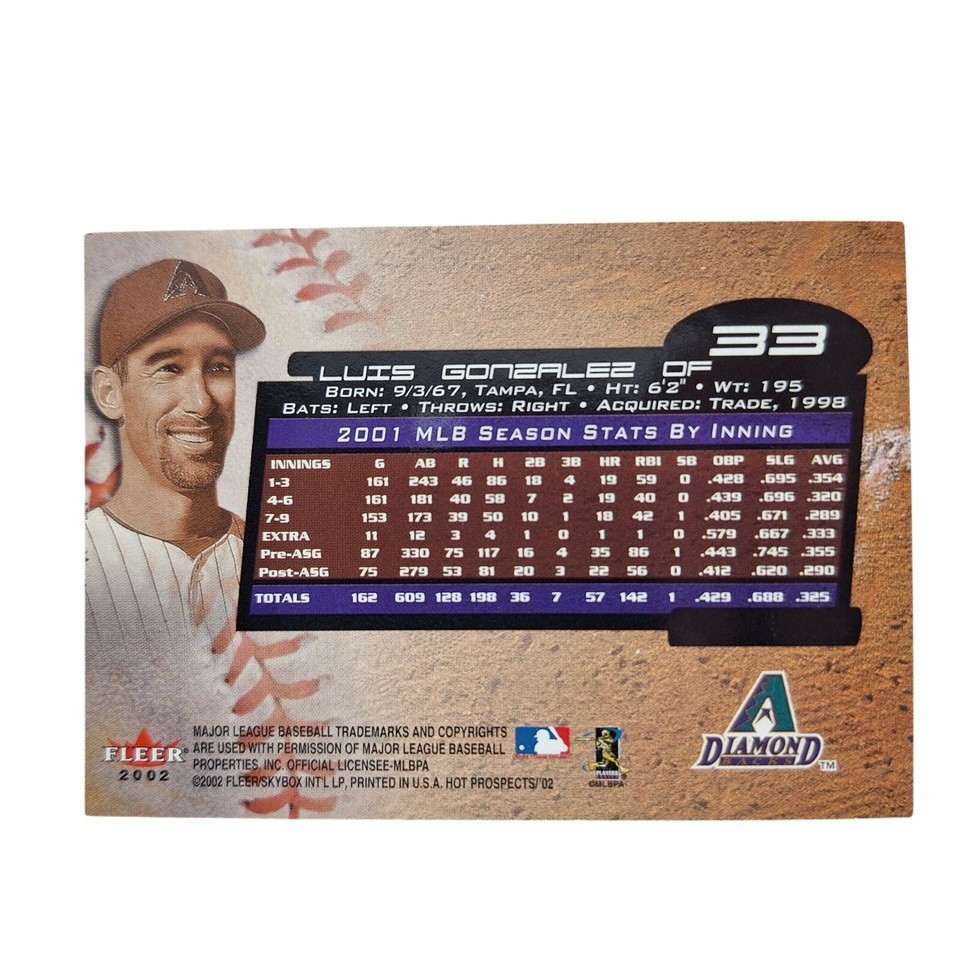 33
LUIS GONZALEZ OF
BORN: 9/3/67, TAMPA, FL • HT: 6'2" • WT: 195
BATS: LEFT • THROWS: RIGHT • ACQUIRED: TRADE, 1998
2001 MLB SEASON STATS BY INNING
INNINGS G AB R H 2B 3B HR RBI SB OBP SLG AVG
1-3 161 243 46 86 18 4 19 59 0 .428 .695 .354
4-6 161 181 40 58 7 2 19 40 0 .439 .696 .320
7-9 153 173 39 50 10 1 18 42 1 .405 .671 .289
EXTRA 11 12 3 4 1 0 1 1 0 .579 .667 .333
Pre-ASG 87 330 75 117 16 4 35 86 1 .443 .745 .355
Post-ASG 75 279 53 81 20 3 22 56 0 .412 .620 .290
TOTALS 162 609 128 198 36 7 57 142 1 .429 .688 .325
FLEER®
2002
MAJOR LEAGUE BASEBALL TRADEMARKS AND COPYRIGHTS
ARE USED WITH PERMISSION OF MAJOR LEAGUE BASEBALL
PROPERTIES, INC. OFFICIAL LICENSEE-MLBPA
©2002 FLEER/SKYBOX INT'L LP, PRINTED IN U.S.A. HOT PROSPECTS/'02
PLAYERS
©MLBPA
A
DIAMOND
BACKS
TM